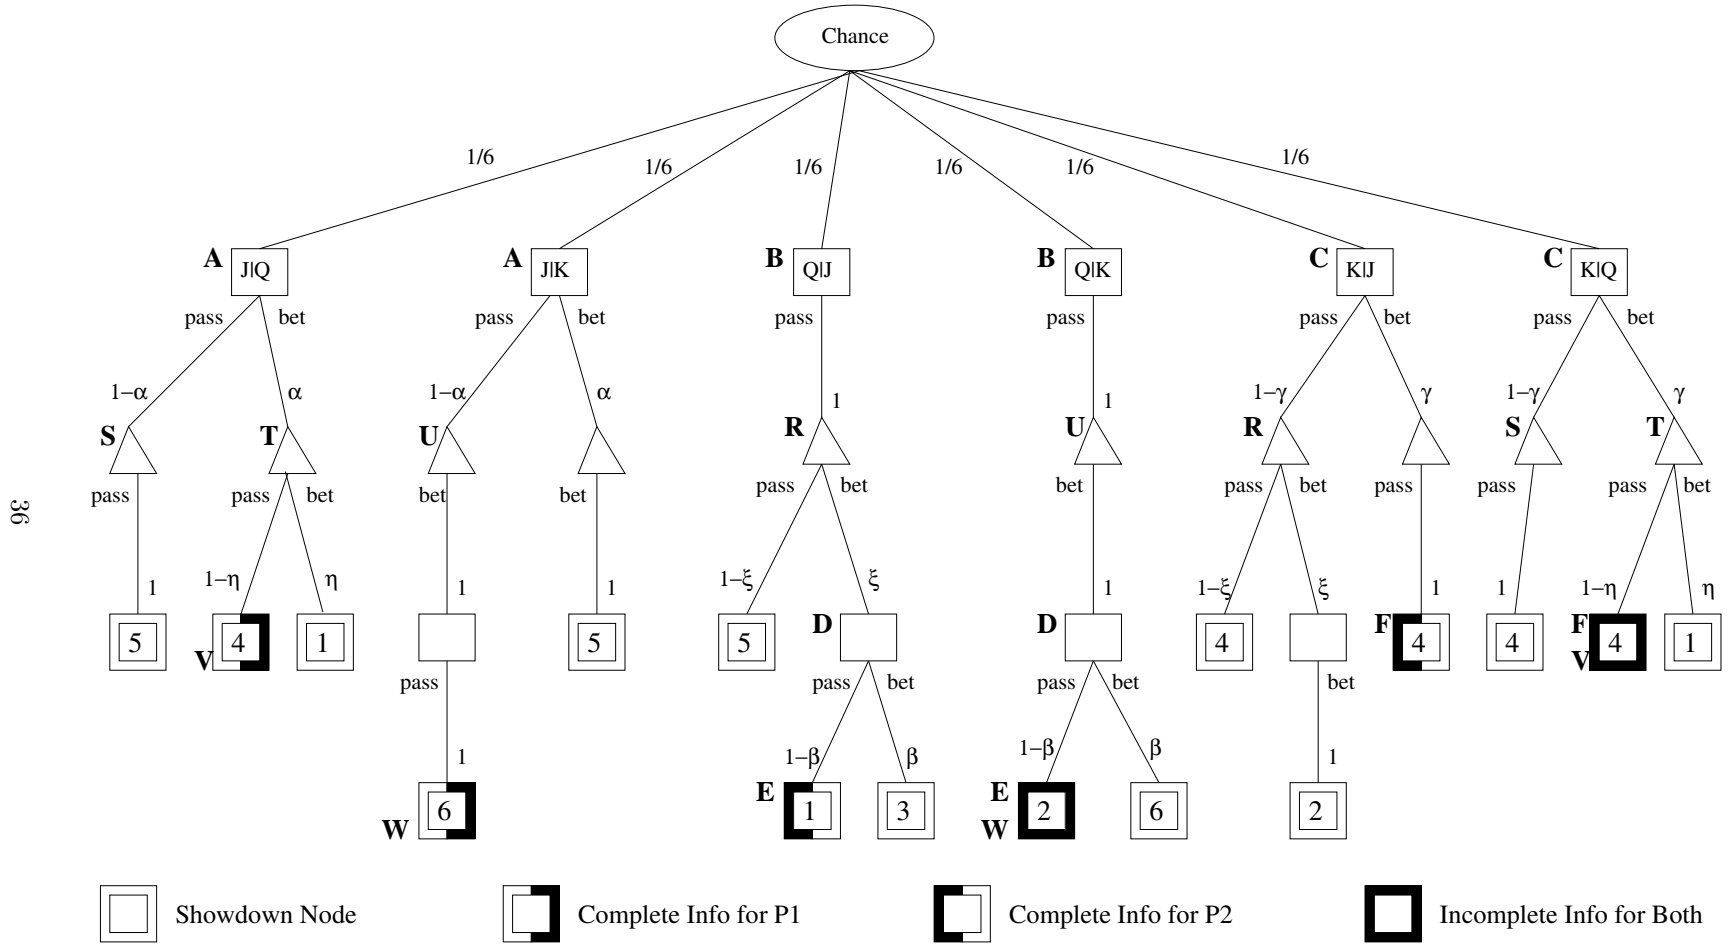 Chance
1/6 1/6 1/6 1/6 1/6 1/6
A J|Q A J|K B Q|J B Q|K C K|J C K|Q
pass bet pass bet pass pass pass bet pass bet
1−α α 1−α α 1 1 1−γ γ 1−γ γ
S T U R U R S T
pass pass bet bet bet pass bet bet pass bet pass pass pass bet
36
1 1−η η 1 1 1−ξ ξ 1 1−ξ ξ 1 1 1−η η
5 V 4 1 5 5 D D 4 F 4 4 F V 4 1
pass pass bet pass bet bet
1 1−β β 1−β β 1
W 6 E 1 3 E W 2 6 2
Showdown Node Complete Info for P1 Complete Info for P2 Incomplete Info for Both